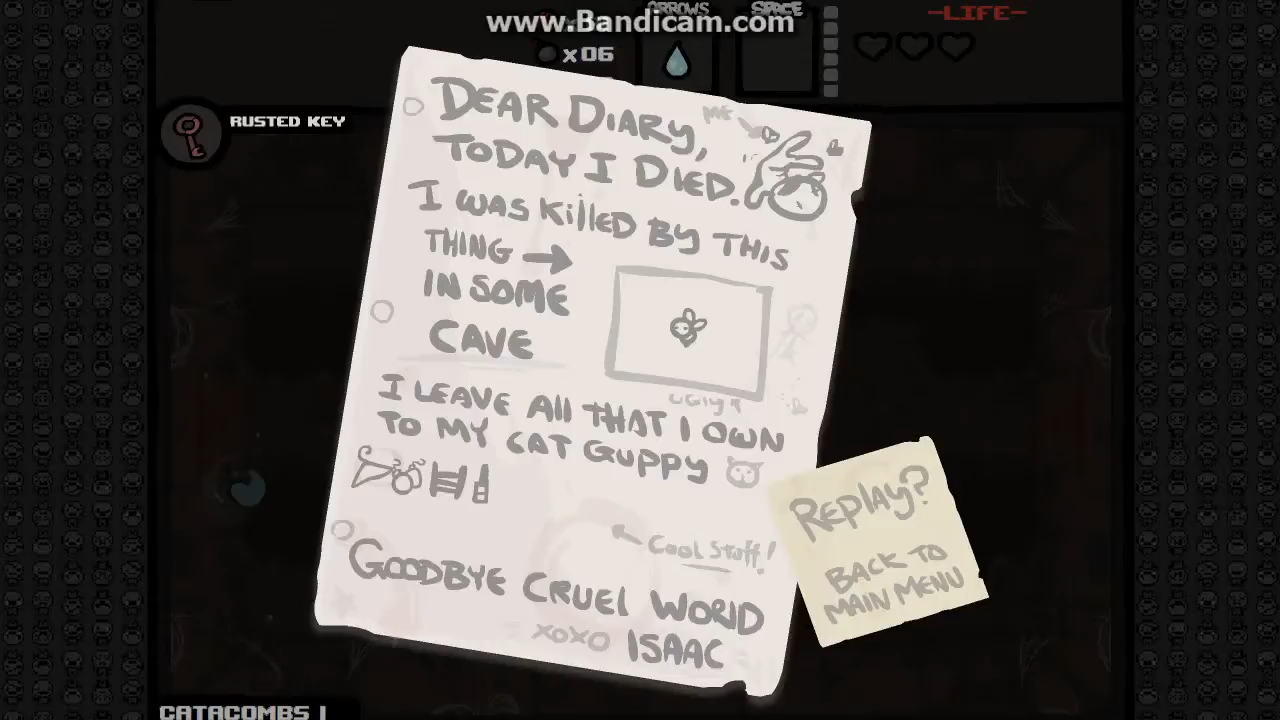 www.Bandicam.com
ARROWS
SPACE
-LIFE-
x06
RUSTED KEY
DEAR DIARY,
ME
TODAY I DIED.
I WAS KillED BY THIS
THING →
IN SOME
CAVE
UGLY
I LEAVE All THAT I OWN
TO MY CAT GUPPY
COOL STUFF!
GOODBYE CRUEL WORLD
XOXO ISAAC
REPLAY?
BACK TO
MAIN MENU
CATACOMBS I